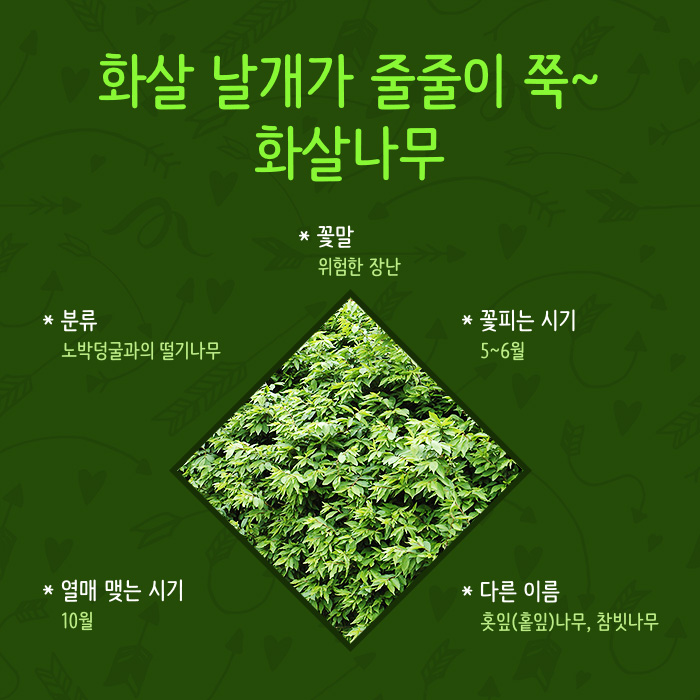 화살 날개가 줄줄이 쭉~
화살나무
* 꽃말
위험한 장난
* 분류
노박덩굴과의 떨기나무
* 꽃피는 시기
5~6월
* 열매 맺는 시기
10월
* 다른 이름
홋잎(홑잎)나무, 참빗나무